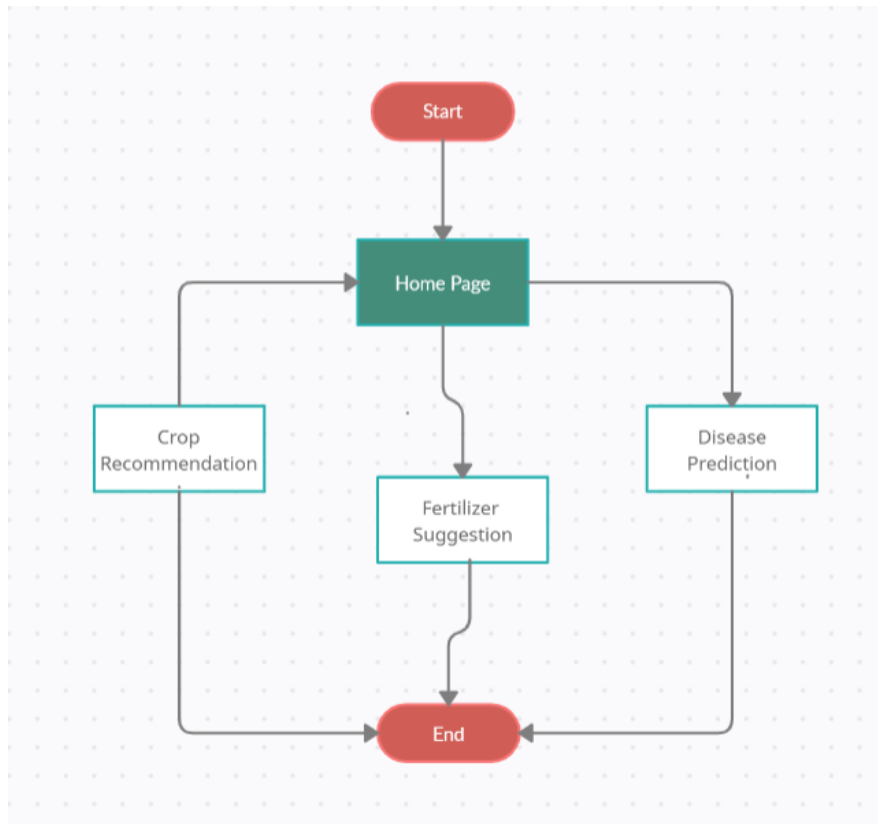 Start
Home Page
Crop
Recommendation
Disease
Prediction
Fertilizer
Suggestion
End